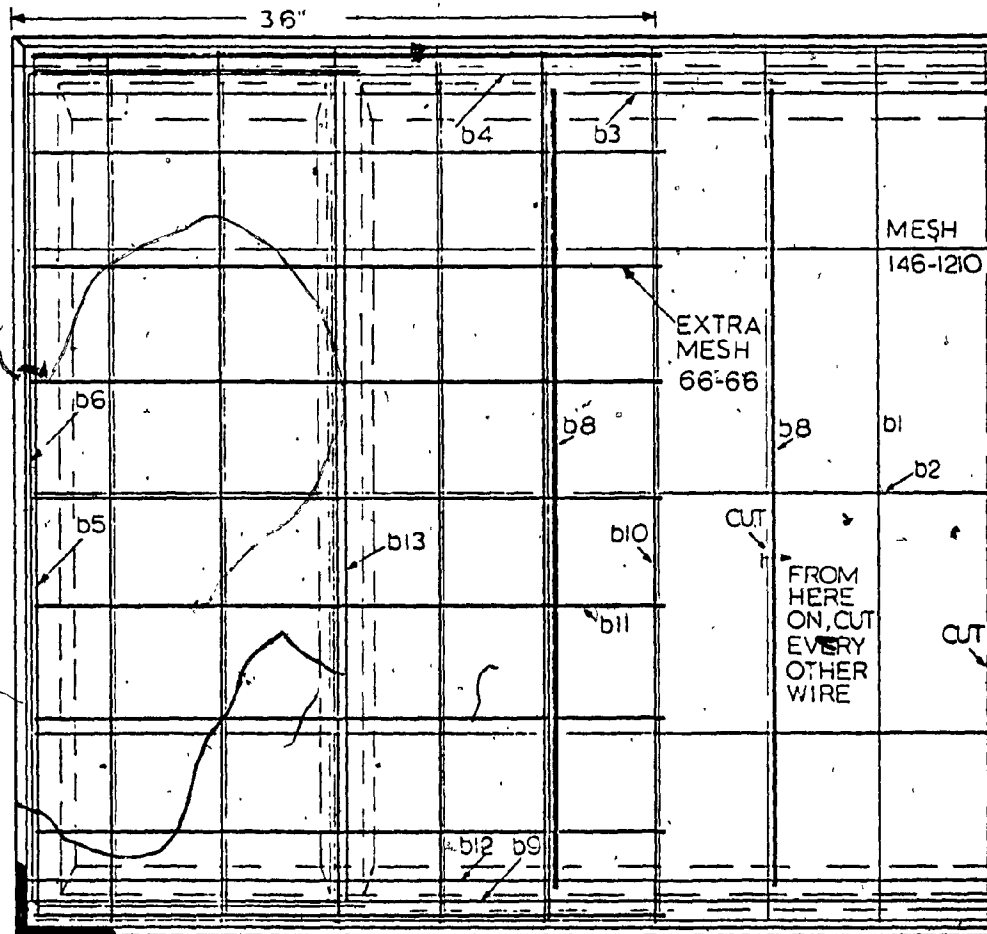 36"
b4
b3
MESH
146-1210
EXTRA
MESH
66-66
b6
b8
b8
b1
b2
b5
b13
CUT
b10
FROM
HERE
ON, CUT
EVERY
OTHER
WIRE
b11
CUT
b12
b9